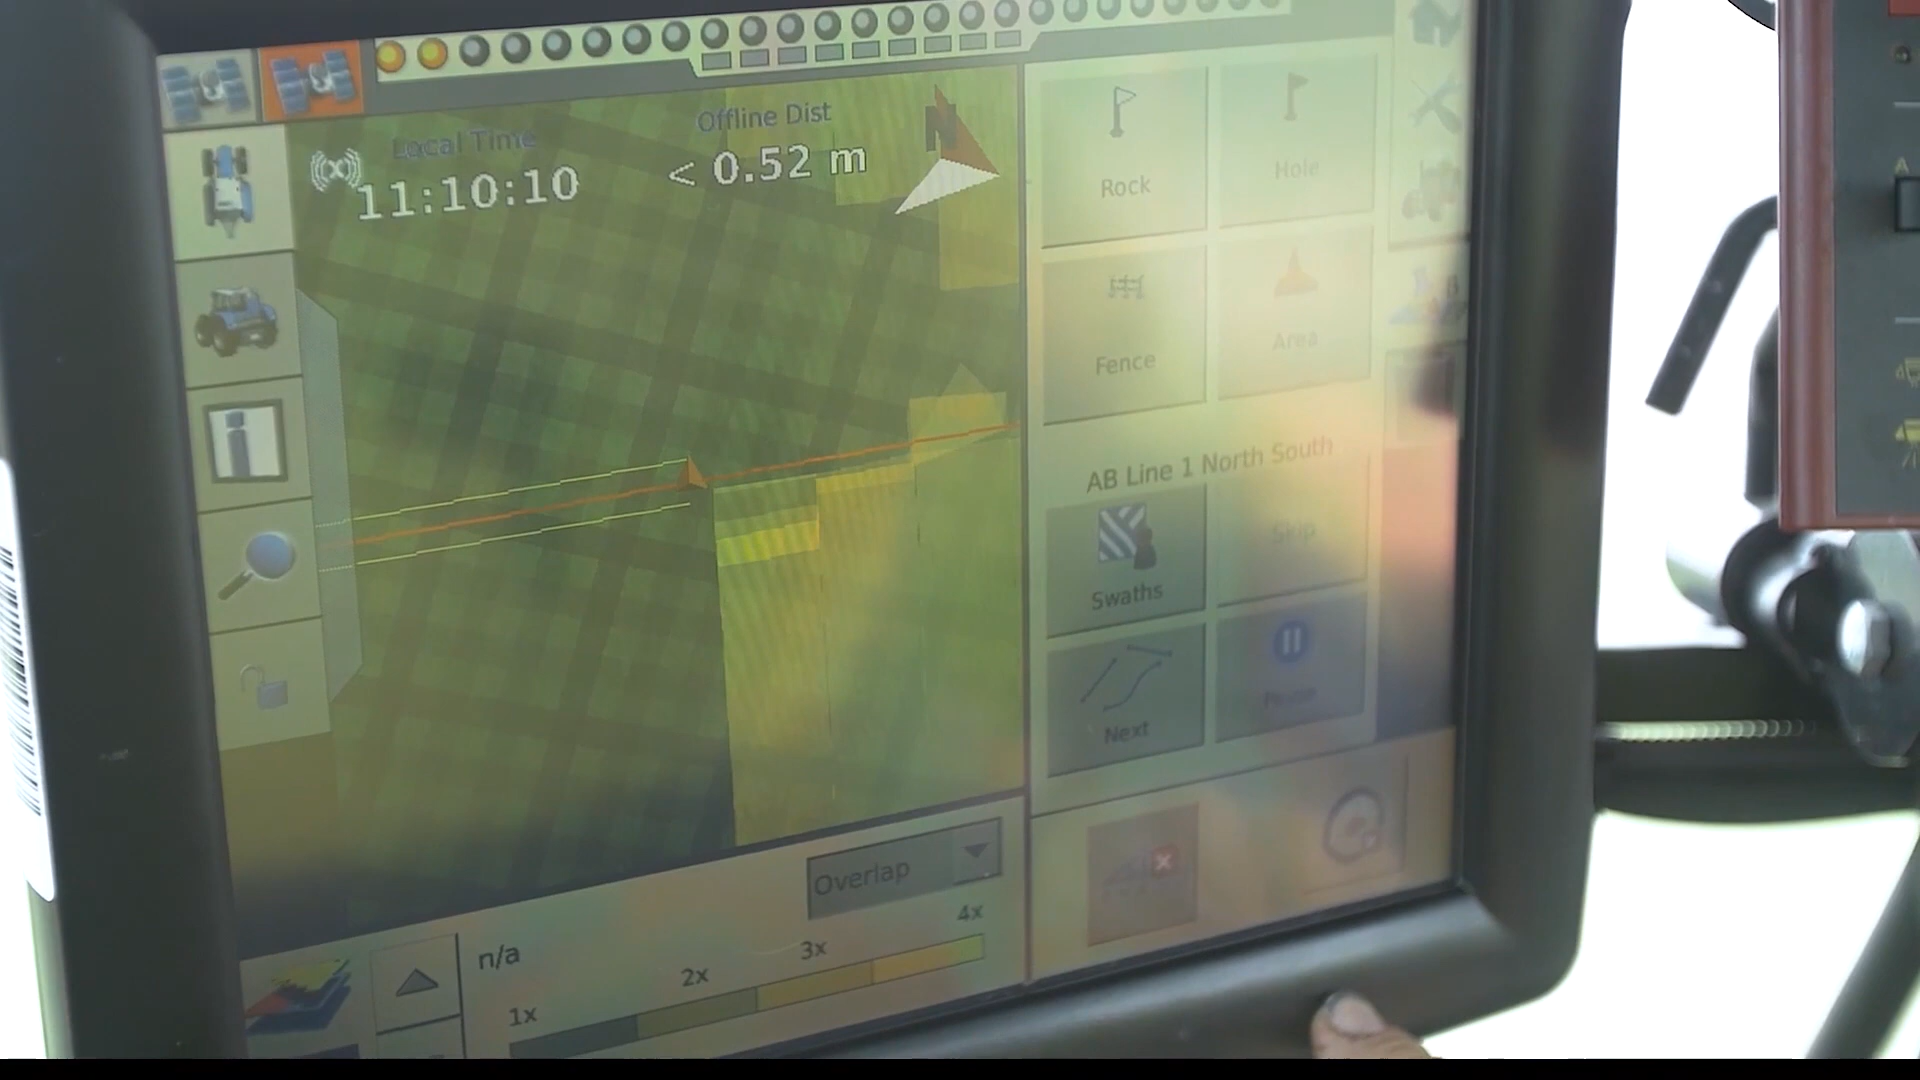 Local Time
11:10:10
Offline Dist
< 0.52 m
N
Rock
Hole
Fence
Area
AB Line 1 North South
Swaths
Skip
Next
Pause
Overlap
n/a
1x
2x
3x
4x
A